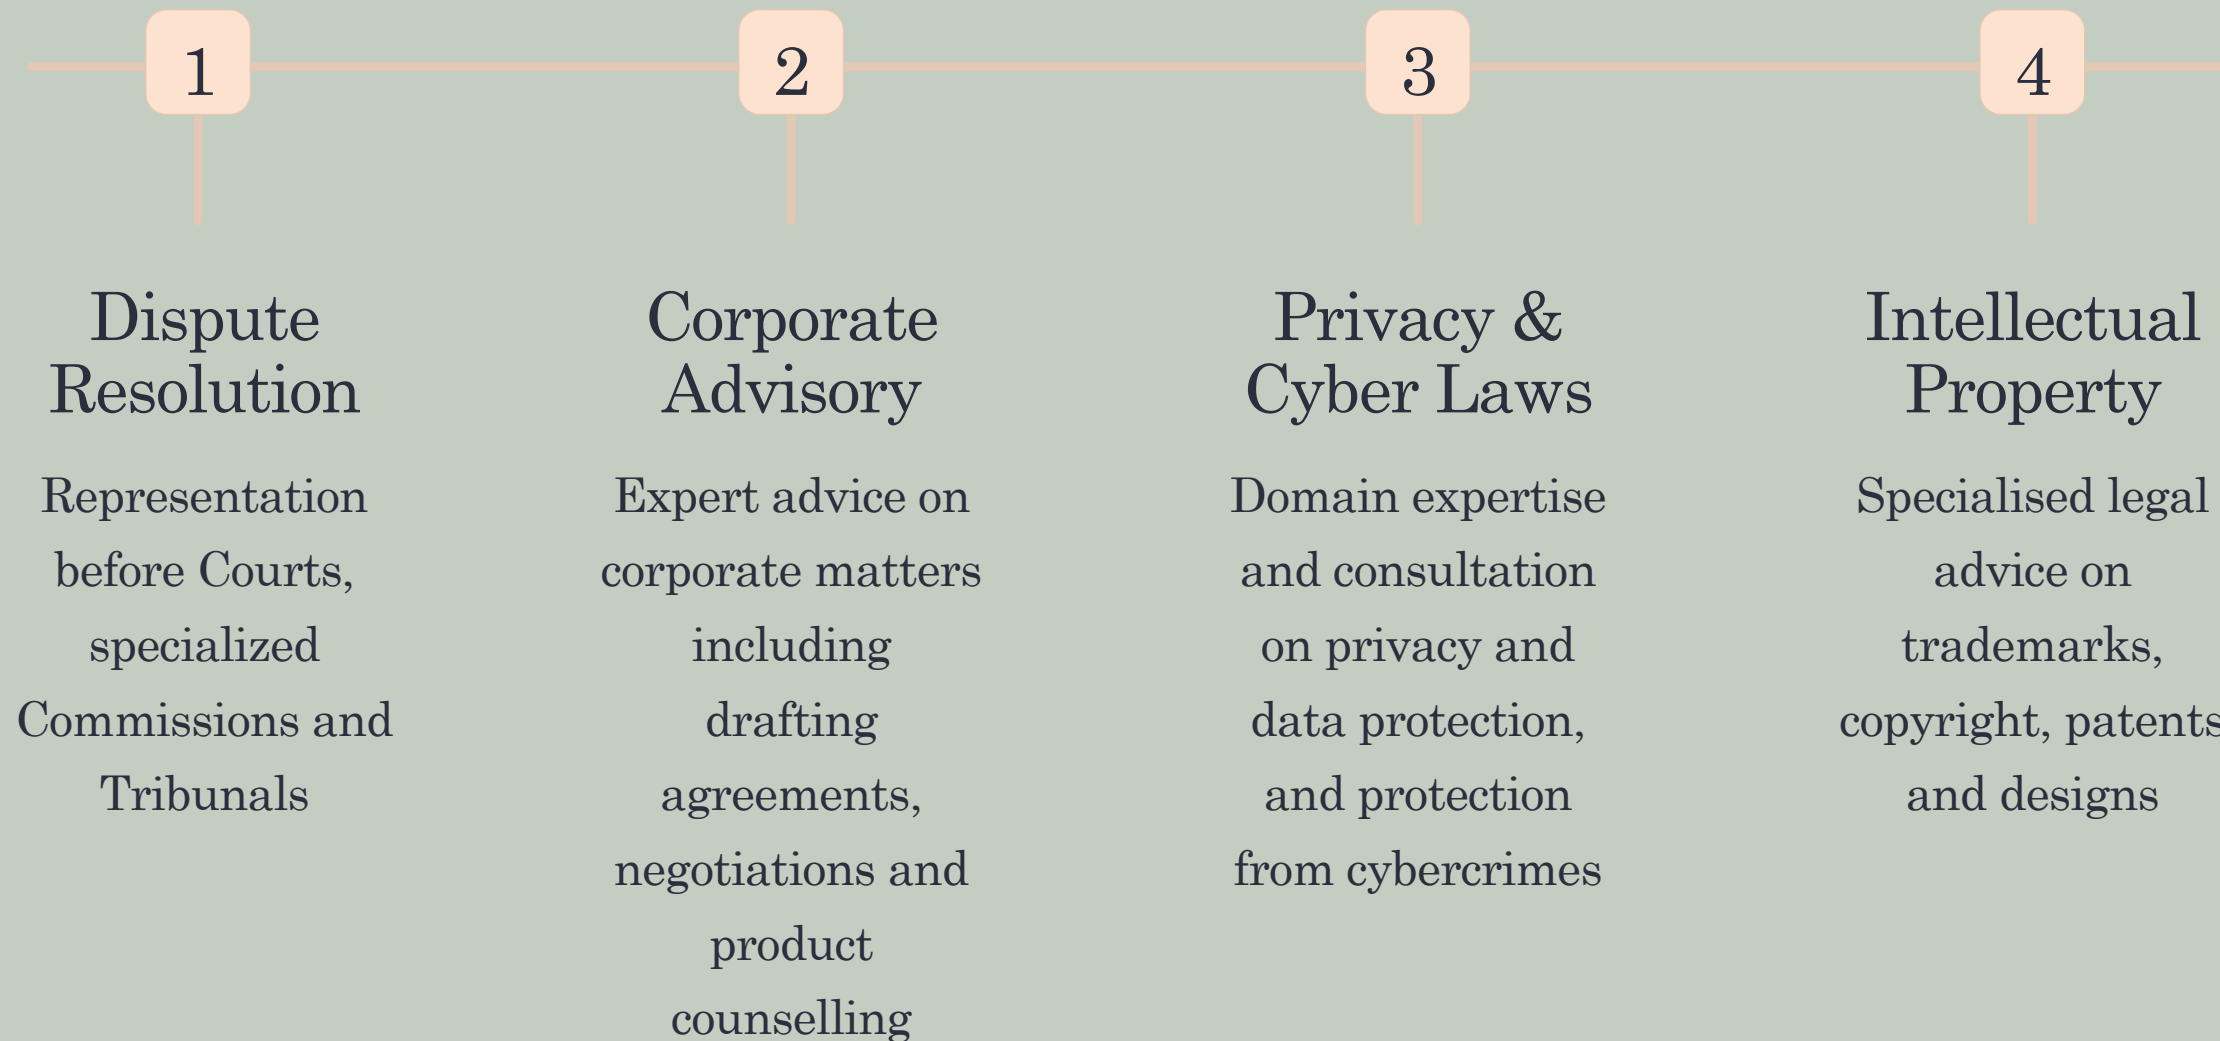 1
Dispute
Resolution
Representation
before Courts,
specialized
Commissions and
Tribunals
2
Corporate
Advisory
Expert advice on
corporate matters
including
drafting
agreements,
negotiations and
product
counselling
3
Privacy &
Cyber Laws
Domain expertise
and consultation
on privacy and
data protection,
and protection
from cybercrimes
4
Intellectual
Property
Specialised legal
advice on
trademarks,
copyright, patents
and designs